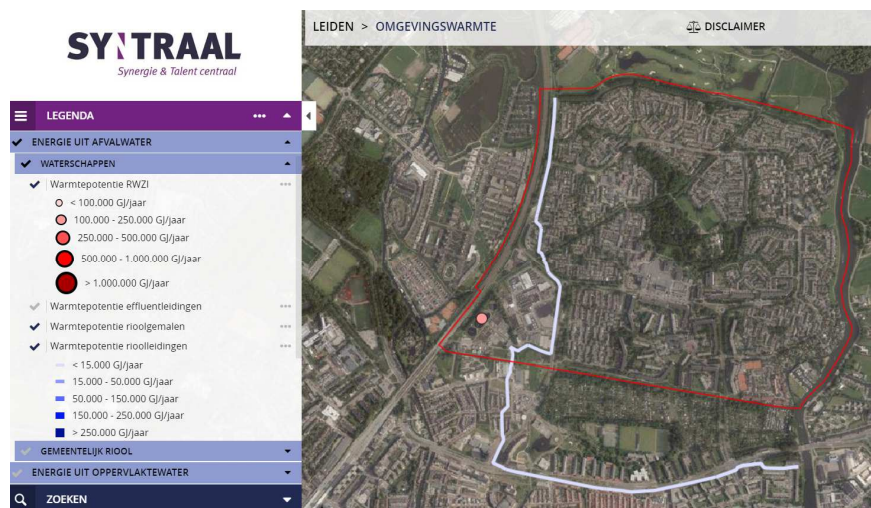 SYNTRAAL
Synergie & Talent centraal
LEIDEN > OMGEVINGSWARMTE
DISCLAIMER
LEGENDA
ENERGIE UIT AFVALWATER
WATERSCHAPPEN
Warmtepotentie RWZI
< 100.000 GJ/jaar
100.000 - 250.000 GJ/jaar
250.000 - 500.000 GJ/jaar
500.000 - 1.000.000 GJ/jaar
> 1.000.000 GJ/jaar
Warmtepotentie effluentleidingen
Warmtepotentie rioolgemalen
Warmtepotentie rioolleidingen
< 15.000 GJ/jaar
15.000 - 50.000 GJ/jaar
50.000 - 150.000 GJ/jaar
150.000 - 250.000 GJ/jaar
> 250.000 GJ/jaar
GEMEENTELIJK RIOOL
ENERGIE UIT OPPERVLAKTEWATER
ZOEKEN